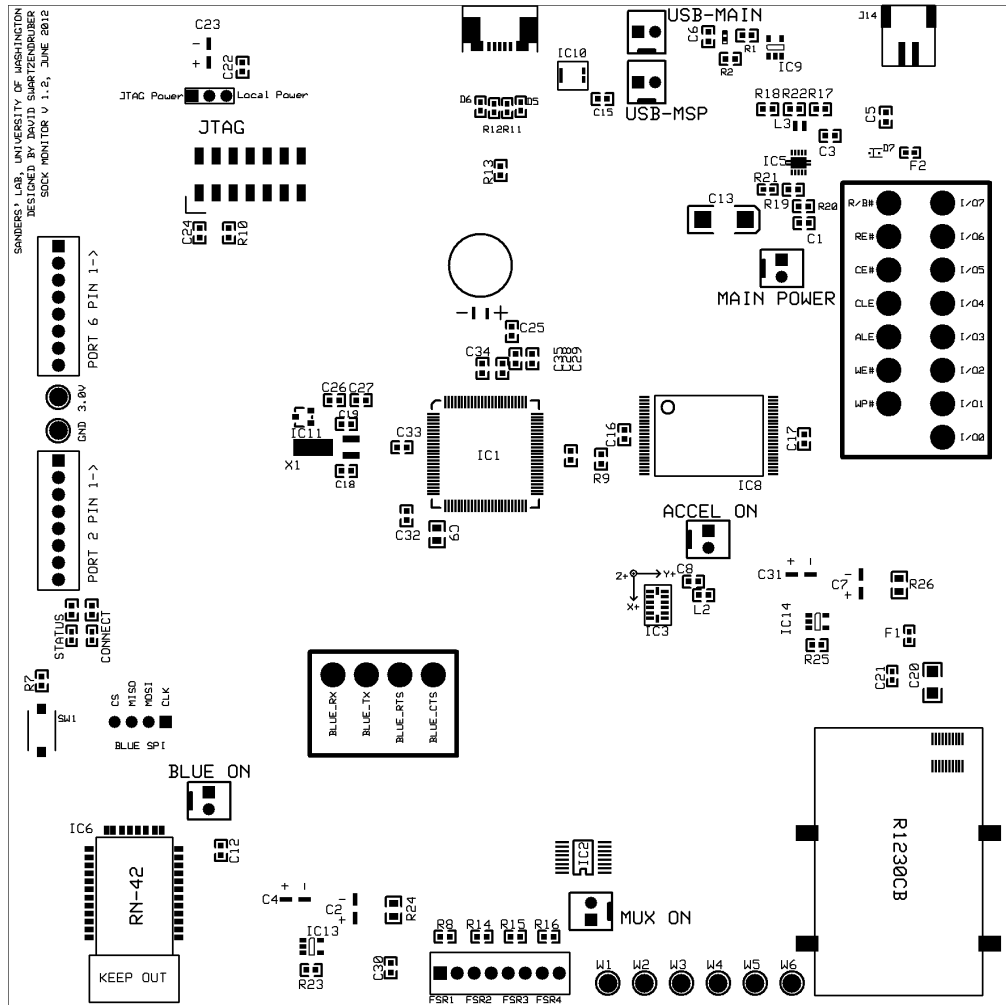 SANDERS' LAB, UNIVERSITY OF WASHINGTON
DESIGNED BY DAVID SWARTZENDRUBER
SOCK MONITOR V 1.2, JUNE 2012
C23
- +
C22
JTAG Power
Local Power
JTAG
C24
R10
USB-MAIN
C6
R1
R2
IC9
J14
IC10
C15
USB-MSP
D6
D5
R12
R11
R13
R18
R22
R17
L3
C3
C5
D7
F2
IC5
R21
R19
R20
C1
C13
MAIN POWER
R/B#
I/O7
RE#
I/O6
CE#
I/O5
CLE
I/O4
ALE
I/O3
WE#
I/O2
WP#
I/O1
I/O0
PORT 6 PIN 1->
3.0V
GND
PORT 2 PIN 1->
- +
C25
C34
C35
C28
C29
C26
C27
C19
IC11
X1
C18
C33
IC1
C32
C9
R9
C16
IC8
C17
ACCEL ON
Z+
Y+
X+
C8
L2
IC3
C31
+ -
C7
- +
R26
IC14
R25
F1
C21
C20
STATUS
CONNECT
R7
SW1
CS
MISO
MOSI
CLK
BLUE SPI
BLUE_RX
BLUE_TX
BLUE_RTS
BLUE_CTS
BLUE ON
IC6
RN-42
KEEP OUT
C12
C4
+ -
C2
- +
R24
IC13
R23
C30
R8
R14
R15
R16
FSR1
FSR2
FSR3
FSR4
IC2
MUX ON
W1
W2
W3
W4
W5
W6
R1230CB